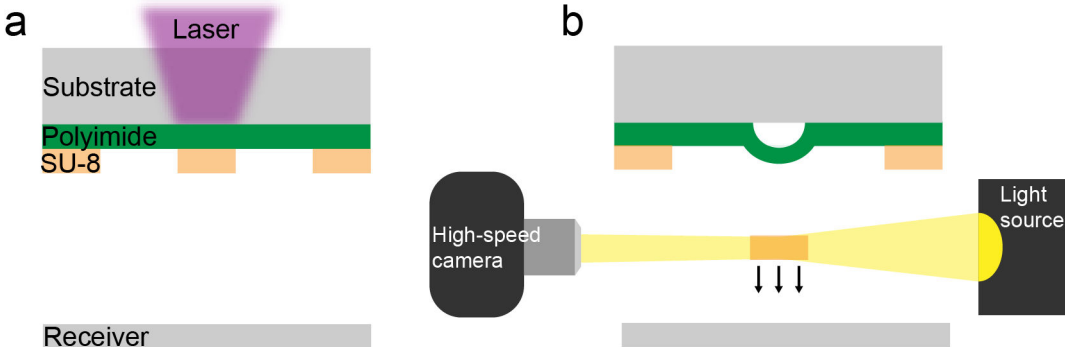 a
Laser
Substrate
Polyimide
SU-8
Receiver
b
High-speed
camera
Light
source